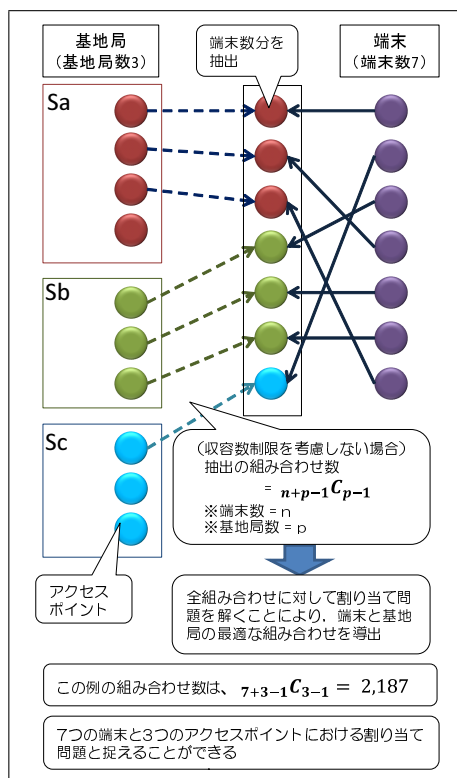 基地局
(基地局数3)
端末数分を
抽出
端末
(端末数7)
Sa
Sb
Sc
(収容数制限を考慮しない場合)
抽出の組み合わせ数
= n+p−1Cp−1
※端末数 = n
※基地局数 = p
アクセス
ポイント
全組み合わせに対して割り当て問
題を解くことにより，端末と基地
局の最適な組み合わせを導出
この例の組み合わせ数は、 7+3−1C3−1 = 2,187
7つの端末と3つのアクセスポイントにおける割り当て
問題と捉えることができる